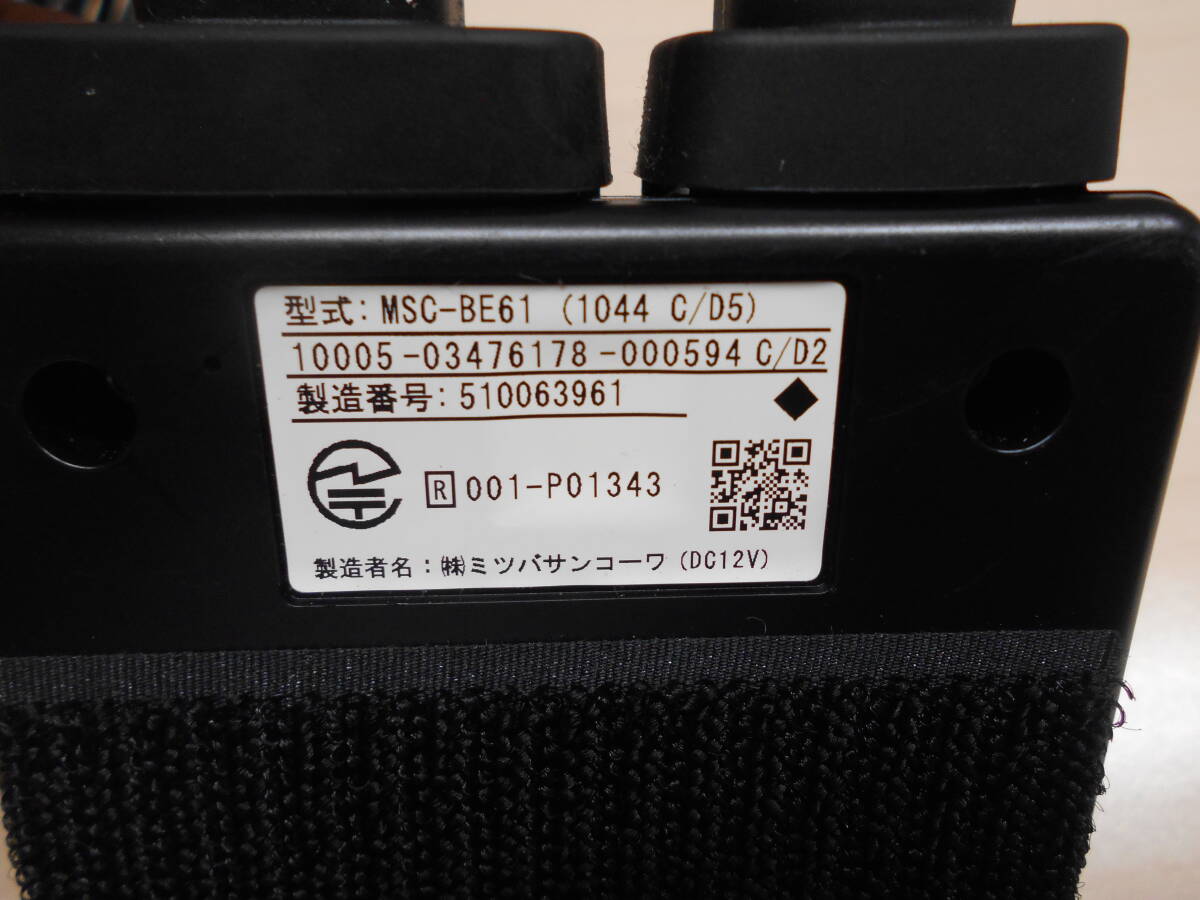 型式: MSC-BE61 (1044 C/D5)
10005-03476178-000594 C/D2
製造番号: 510063961
R 001-P01343
製造者名: ㈱ミツバサンコーワ (DC12V)